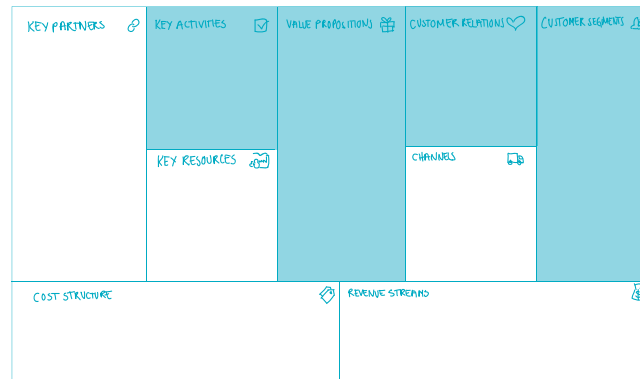 KEY PARTNERS
KEY ACTIVITIES
VALUE PROPOSITIONS
CUSTOMER RELATIONS
CUSTOMER SEGMENTS
KEY RESOURCES
CHANNELS
COST STRUCTURE
REVENUE STREAMS
$